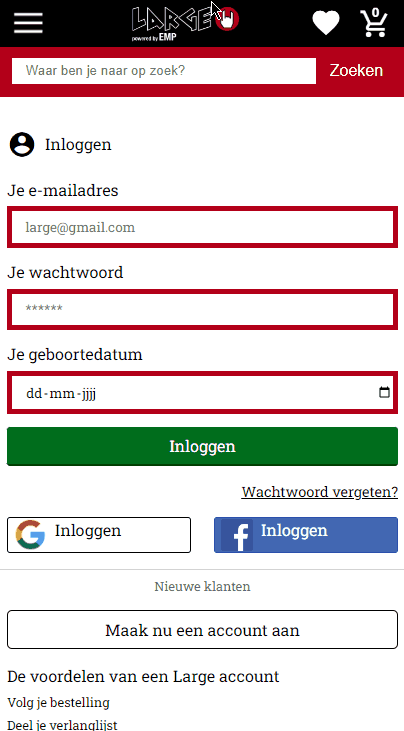 LARGE
powered by EMP
0
Waar ben je naar op zoek?
Zoeken
Inloggen
Je e-mailadres
large@gmail.com
Je wachtwoord
******
Je geboortedatum
dd-mm-jjjj
Inloggen
Wachtwoord vergeten?
Inloggen
Inloggen
Nieuwe klanten
Maak nu een account aan
De voordelen van een Large account
Volg je bestelling
Deel je verlanglijst